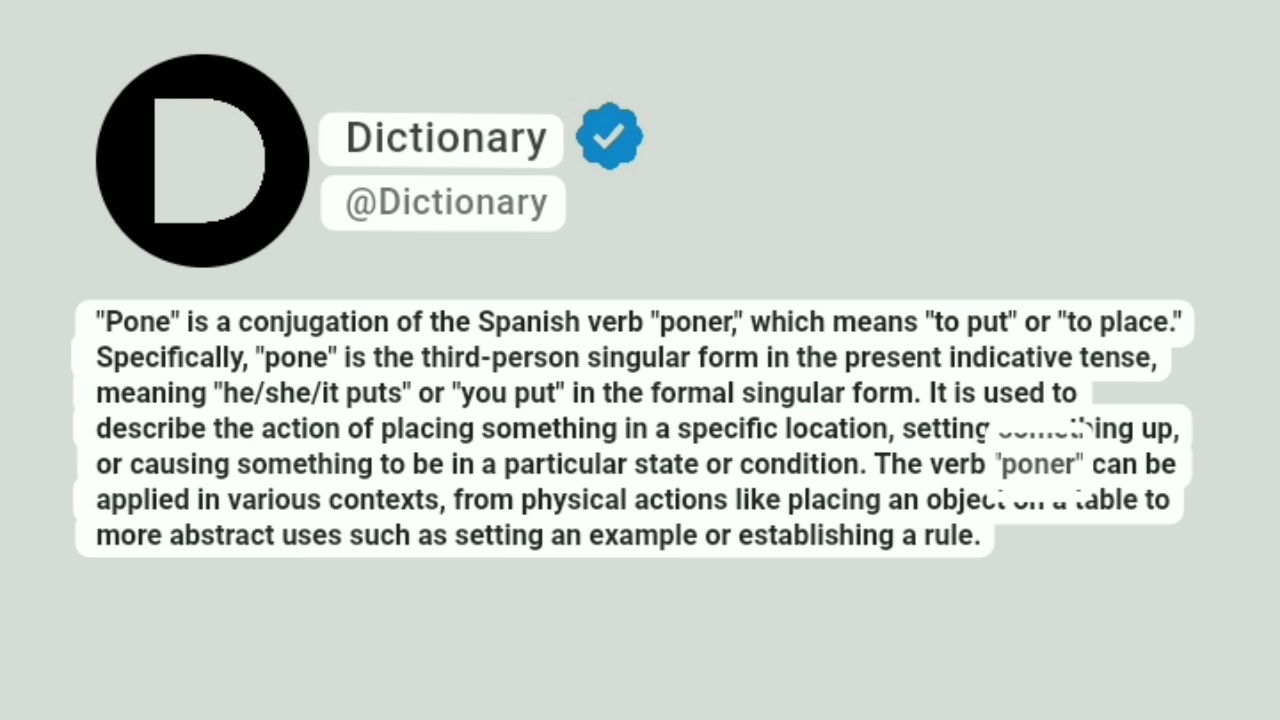 D
Dictionary
@Dictionary
"Pone" is a conjugation of the Spanish verb "poner," which means "to put" or "to place."
Specifically, "pone" is the third-person singular form in the present indicative tense,
meaning "he/she/it puts" or "you put" in the formal singular form. It is used to
describe the action of placing something in a specific location, setting something up,
or causing something to be in a particular state or condition. The verb "poner" can be
applied in various contexts, from physical actions like placing an object on a table to
more abstract uses such as setting an example or establishing a rule.